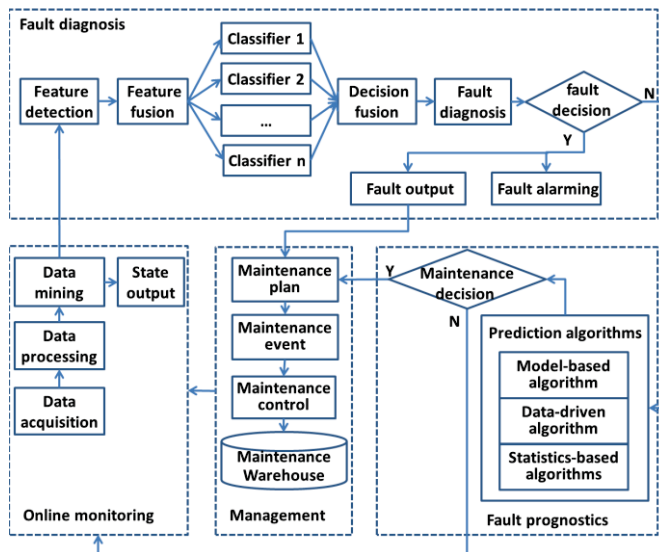 Fault diagnosis
Feature
detection
Feature
fusion
Classifier 1
Classifier 2
...
Classifier n
Decision
fusion
Fault
diagnosis
fault
decision
N
Y
Fault output
Fault alarming
Data
mining
State
output
Data
processing
Data
acquisition
Online monitoring
Maintenance
plan
Maintenance
event
Maintenance
control
Maintenance
Warehouse
Management
Y
Maintenance
decision
N
Prediction algorithms
Model-based
algorithm
Data-driven
algorithm
Statistics-based
algorithms
Fault prognostics